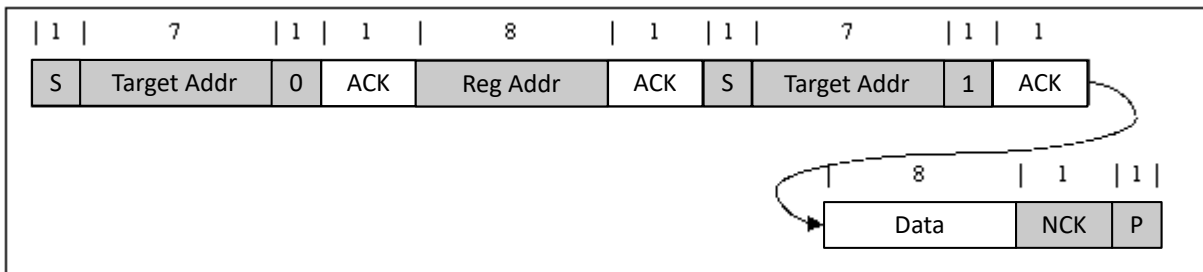 | 1 | 7 | 1 | 1 | 8 | 1 | 1 | 7 | 1 | 1
S Target Addr 0 ACK Reg Addr ACK S Target Addr 1 ACK
| 8 | 1 | 1 |
Data NCK P